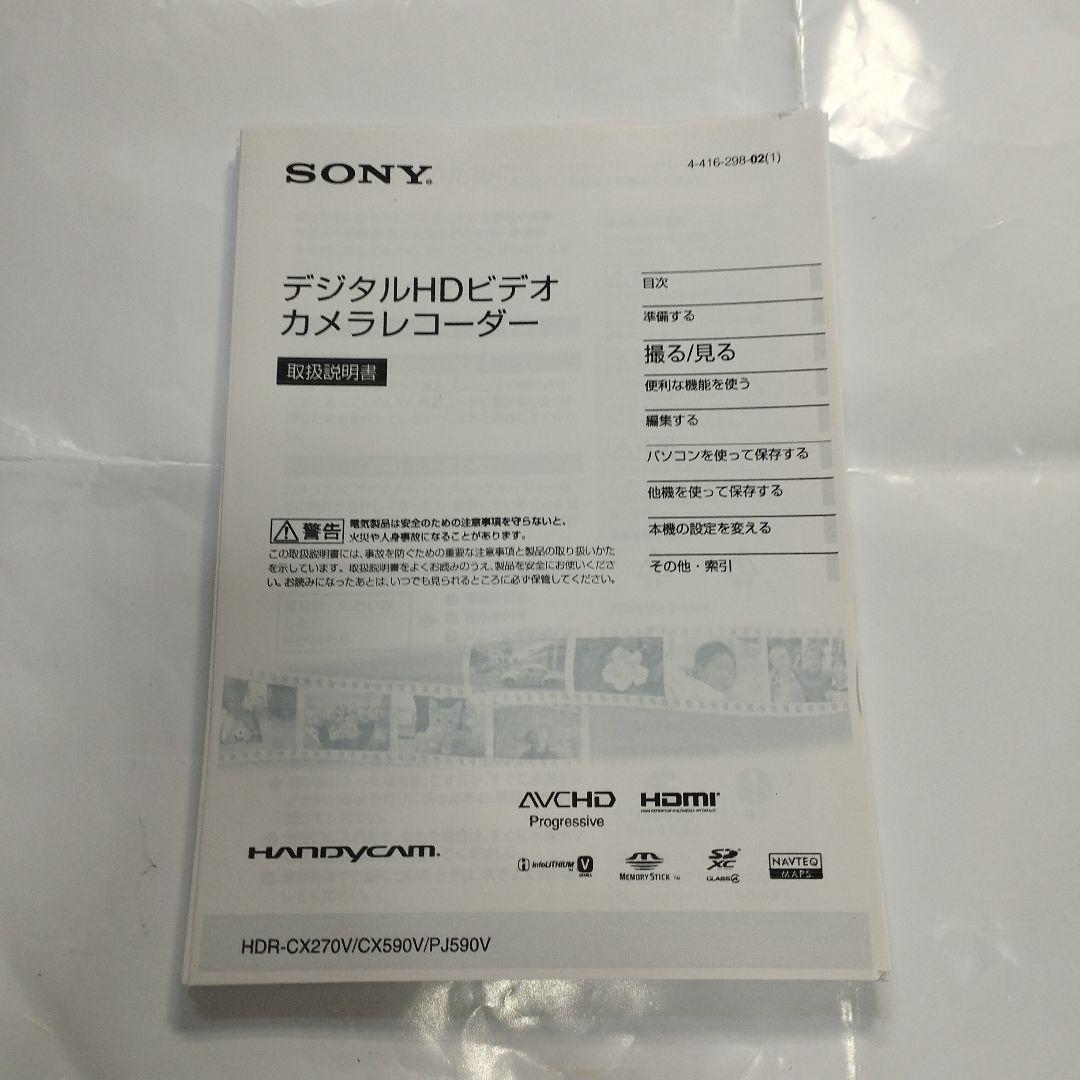 SONY®
4-416-298-02(1)
デジタルHDビデオ
カメラレコーダー
取扱説明書
目次
準備する
撮る/見る
便利な機能を使う
編集する
パソコンを使って保存する
他機を使って保存する
本機の設定を変える
その他・索引
警告
電気製品は安全のための注意事項を守らないと、
火災や人身事故になることがあります。
この取扱説明書には、事故を防ぐための重要な注意事項と製品の取り扱いかた
を示しています。取扱説明書をよくお読みのうえ、製品を安全にお使いくださ
い。お読みになったあとは、いつでも見られるところに必ず保管してください。
AVCHD
Progressive
HDMI
HANDYCAM
InfoLITHIUM V
MEMORY STICK ™
SD XC
CLASS4
NAVTEQ
MAPS
HDR-CX270V/CX590V/PJ590V